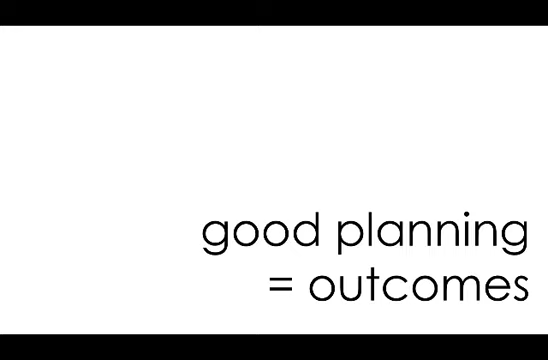 good planning
= outcomes